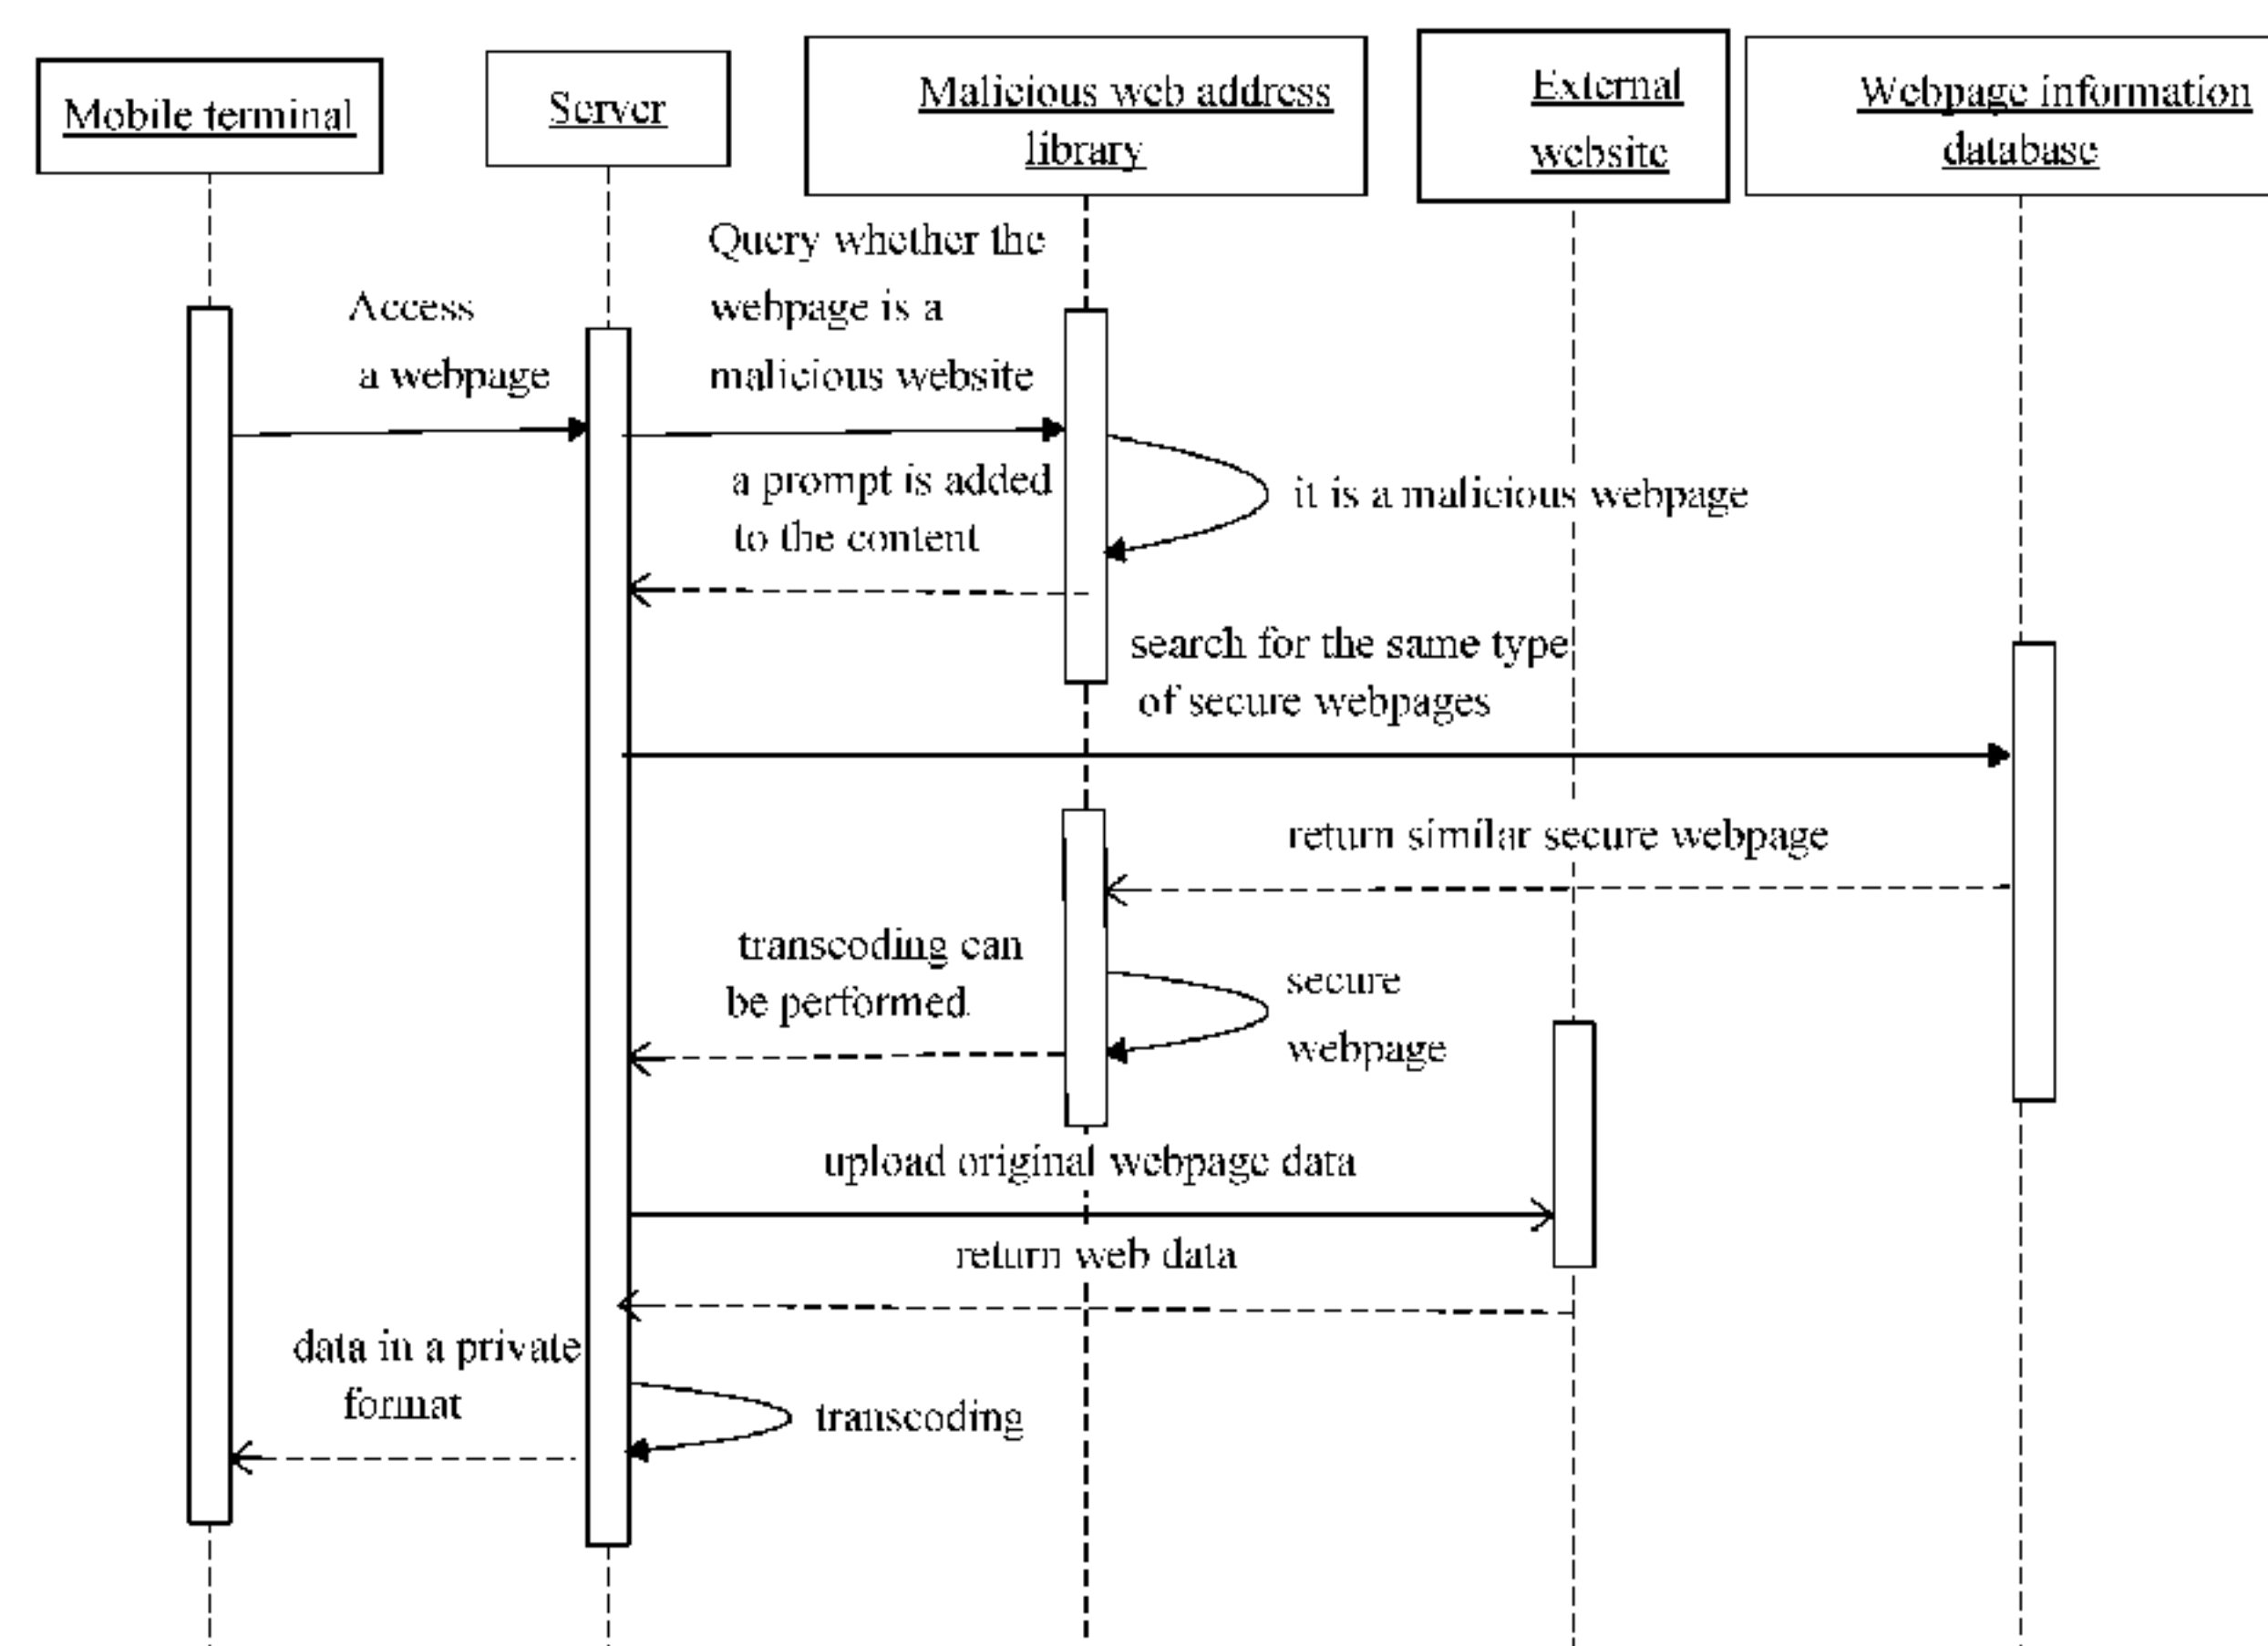 Mobile terminal
Server
Malicious web address
library
External
website
Webpage information
database
Access
a webpage
Query whether the
webpage is a
malicious website
a prompt is added
to the content
it is a malicious webpage
search for the same type
of secure webpages
return similar secure webpage
transcoding can
be performed
secure
webpage
upload original webpage data
return web data
data in a private
format
transcoding